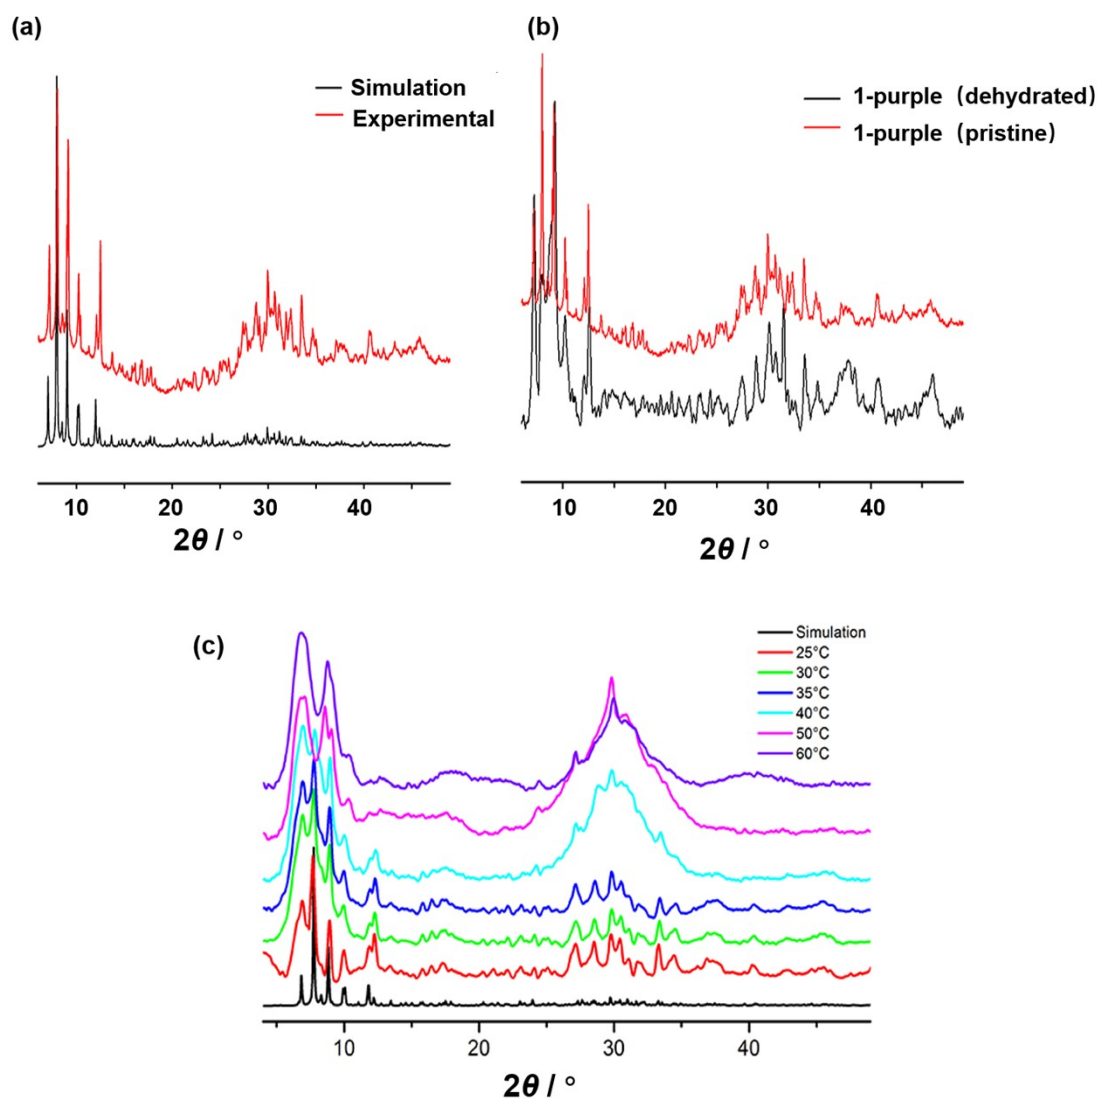 (a)
Simulation
Experimental
10 20 30 40
2θ / °
(b)
1-purple（dehydrated）
1-purple（pristine）
10 20 30 40
2θ / °
(c)
Simulation
25°C
30°C
35°C
40°C
50°C
60°C
10 20 30 40
2θ / °